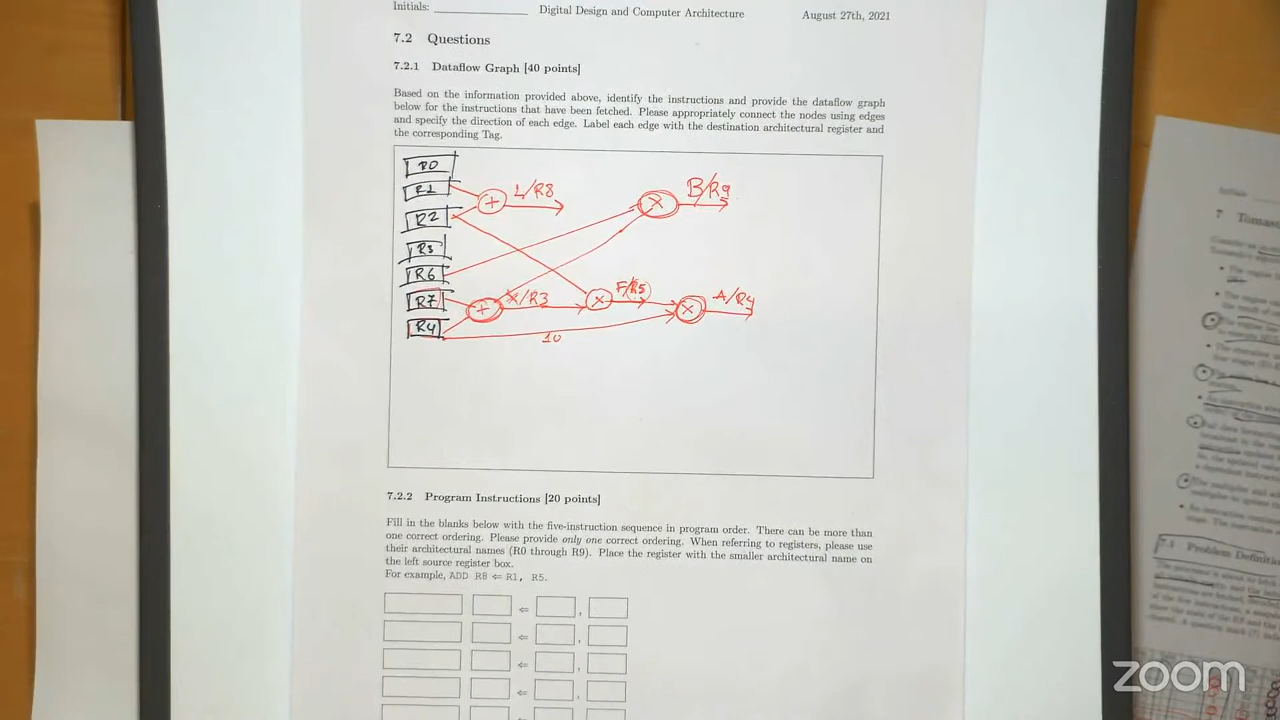 Initials: Digital Design and Computer Architecture August 27th, 2021
7.2 Questions
7.2.1 Dataflow Graph [40 points]
Based on the information provided above, identify the instructions and provide the dataflow graph
below for the instructions that have been fetched. Please appropriately connect the nodes using edges
and specify the direction of each edge. Label each edge with the destination architectural register and
the corresponding Tag.
R0
R1
R2
R3
R6
R7
R4
+ L/R8
× B/R9
+ X/R3
× F/R5
× A/R4
10
7.2.2 Program Instructions [20 points]
Fill in the blanks below with the five-instruction sequence in program order. There can be more than
one correct ordering. Please provide only one correct ordering. When referring to registers, please use
their architectural names (R0 through R9). Place the register with the smaller architectural name on
the left source register box.
For example, ADD R8 ⇐ R1, R5.
⇐ ,
⇐ ,
⇐ ,
⇐ ,
7
zoom